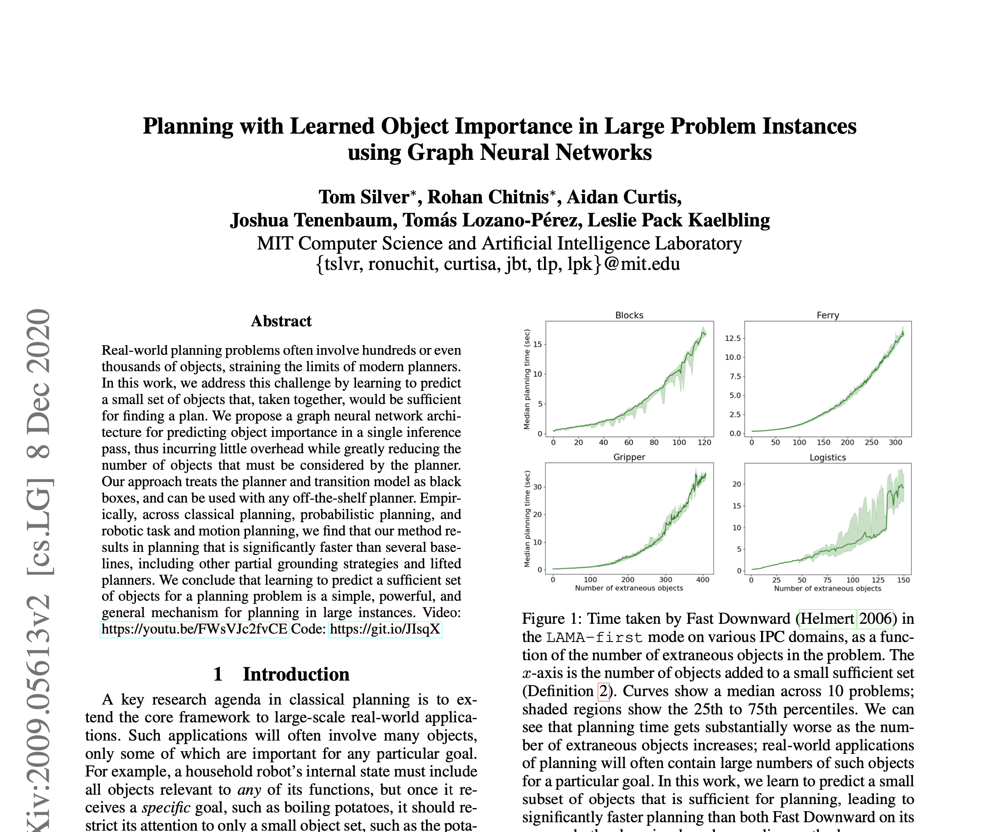 Planning with Learned Object Importance in Large Problem Instances
using Graph Neural Networks
Tom Silver*, Rohan Chitnis*, Aidan Curtis,
Joshua Tenenbaum, Tomás Lozano-Pérez, Leslie Pack Kaelbling
MIT Computer Science and Artificial Intelligence Laboratory
{tslvr, ronuchit, curtisa, jbt, tlp, lpk}@mit.edu
Xiv:2009.05613v2 [cs.LG] 8 Dec 2020
Abstract
Real-world planning problems often involve hundreds or even
thousands of objects, straining the limits of modern planners.
In this work, we address this challenge by learning to predict
a small set of objects that, taken together, would be sufficient
for finding a plan. We propose a graph neural network archi-
tecture for predicting object importance in a single inference
pass, thus incurring little overhead while greatly reducing the
number of objects that must be considered by the planner.
Our approach treats the planner and transition model as black
boxes, and can be used with any off-the-shelf planner. Empir-
ically, across classical planning, probabilistic planning, and
robotic task and motion planning, we find that our method re-
sults in planning that is significantly faster than several base-
lines, including other partial grounding strategies and lifted
planners. We conclude that learning to predict a sufficient set
of objects for a planning problem is a simple, powerful, and
general mechanism for planning in large instances. Video:
https://youtu.be/FWsVJc2fvCE Code: https://git.io/JIsqX
1 Introduction
A key research agenda in classical planning is to ex-
tend the core framework to large-scale real-world applica-
tions. Such applications will often involve many objects,
only some of which are important for any particular goal.
For example, a household robot's internal state must include
all objects relevant to any of its functions, but once it re-
ceives a specific goal, such as boiling potatoes, it should re-
strict its attention to only a small object set, such as the pota-
Blocks
Median planning time (sec)
15
10
5
0
0 20 40 60 80 100 120
Ferry
12.5
10.0
7.5
5.0
2.5
0.0
0 50 100 150 200 250 300
Gripper
Median planning time (sec)
30
20
10
0
0 100 200 300 400
Number of extraneous objects
Logistics
20
15
10
5
0
0 25 50 75 100 125 150
Number of extraneous objects
Figure 1: Time taken by Fast Downward (Helmert 2006) in
the LAMA-first mode on various IPC domains, as a func-
tion of the number of extraneous objects in the problem. The
x-axis is the number of objects added to a small sufficient set
(Definition 2). Curves show a median across 10 problems;
shaded regions show the 25th to 75th percentiles. We can
see that planning time gets substantially worse as the num-
ber of extraneous objects increases; real-world applications
of planning will often contain large numbers of such objects
for a particular goal. In this work, we learn to predict a small
subset of objects that is sufficient for planning, leading to
significantly faster planning than both Fast Downward on its